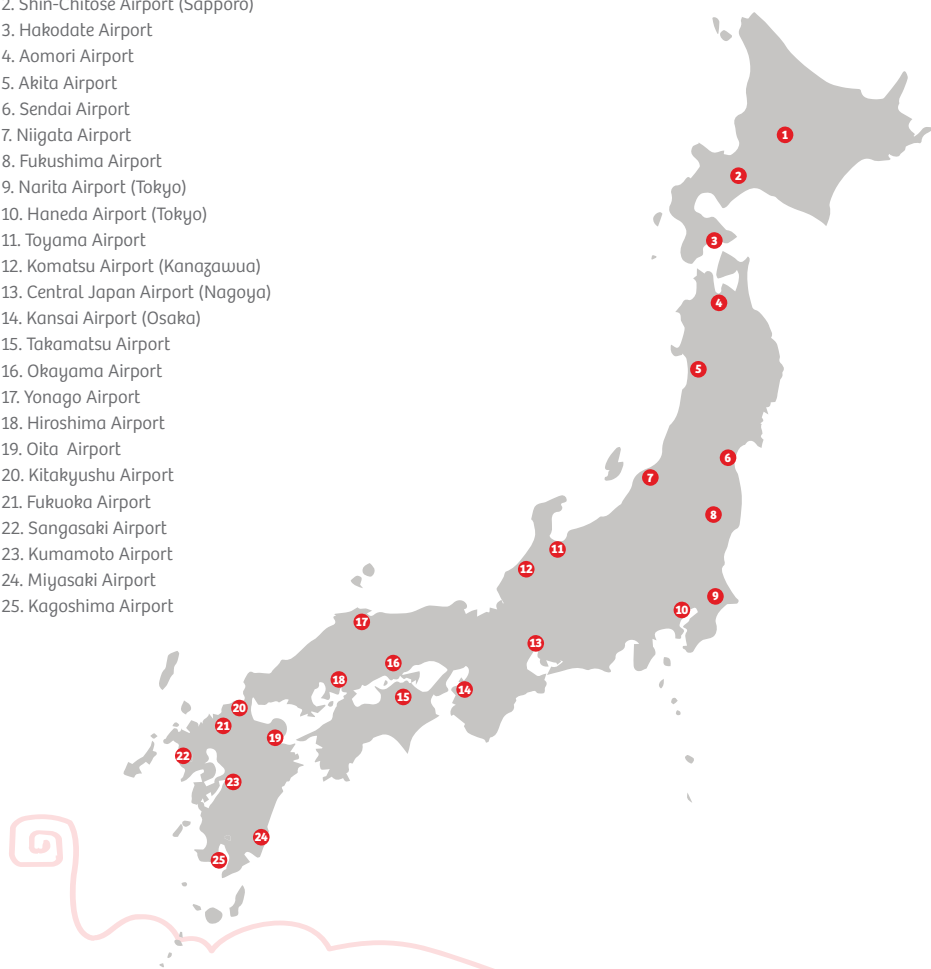 2. Shin-Chitose Airport (Sapporo)
3. Hakodate Airport
4. Aomori Airport
5. Akita Airport
6. Sendai Airport
7. Niigata Airport
8. Fukushima Airport
9. Narita Airport (Tokyo)
10. Haneda Airport (Tokyo)
11. Toyama Airport
12. Komatsu Airport (Kanazawua)
13. Central Japan Airport (Nagoya)
14. Kansai Airport (Osaka)
15. Takamatsu Airport
16. Okayama Airport
17. Yonago Airport
18. Hiroshima Airport
19. Oita  Airport
20. Kitakyushu Airport
21. Fukuoka Airport
22. Sangasaki Airport
23. Kumamoto Airport
24. Miyasaki Airport
25. Kagoshima Airport
1
2
3
4
5
6
7
8
11
12
9
10
17
13
16
18
14
15
20
21
19
22
23
24
25